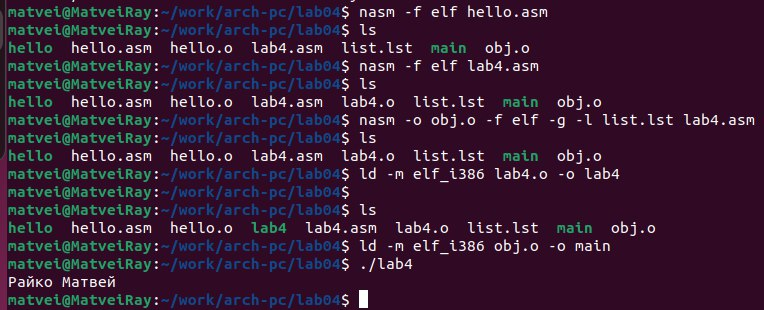 matvei@MatveiRay:~/work/arch-pc/lab04$ nasm -f elf hello.asm
matvei@MatveiRay:~/work/arch-pc/lab04$ ls
hello  hello.asm  hello.o  lab4.asm  list.lst  main  obj.o
matvei@MatveiRay:~/work/arch-pc/lab04$ nasm -f elf lab4.asm
matvei@MatveiRay:~/work/arch-pc/lab04$ ls
hello  hello.asm  hello.o  lab4.asm  lab4.o  list.lst  main  obj.o
matvei@MatveiRay:~/work/arch-pc/lab04$ nasm -o obj.o -f elf -g -l list.lst lab4.asm
matvei@MatveiRay:~/work/arch-pc/lab04$ ls
hello  hello.asm  hello.o  lab4.asm  lab4.o  list.lst  main  obj.o
matvei@MatveiRay:~/work/arch-pc/lab04$ ld -m elf_i386 lab4.o -o lab4
matvei@MatveiRay:~/work/arch-pc/lab04$
matvei@MatveiRay:~/work/arch-pc/lab04$ ls
hello  hello.asm  hello.o  lab4  lab4.asm  lab4.o  list.lst  main  obj.o
matvei@MatveiRay:~/work/arch-pc/lab04$ ld -m elf_i386 obj.o -o main
matvei@MatveiRay:~/work/arch-pc/lab04$ ./lab4
Райко Матвей
matvei@MatveiRay:~/work/arch-pc/lab04$